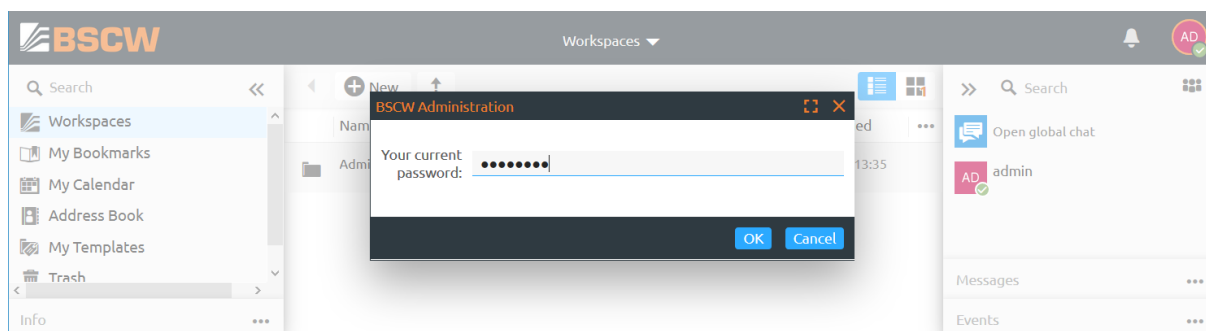 BSCW
Workspaces
AD
Search
New
Search
BSCW Administration
Workspaces
Nam
ed
Open global chat
My Bookmarks
Your current
password:
Admi
13:35
admin
AD
My Calendar
Address Book
My Templates
OK
Cancel
Trash
Messages
Info
Events